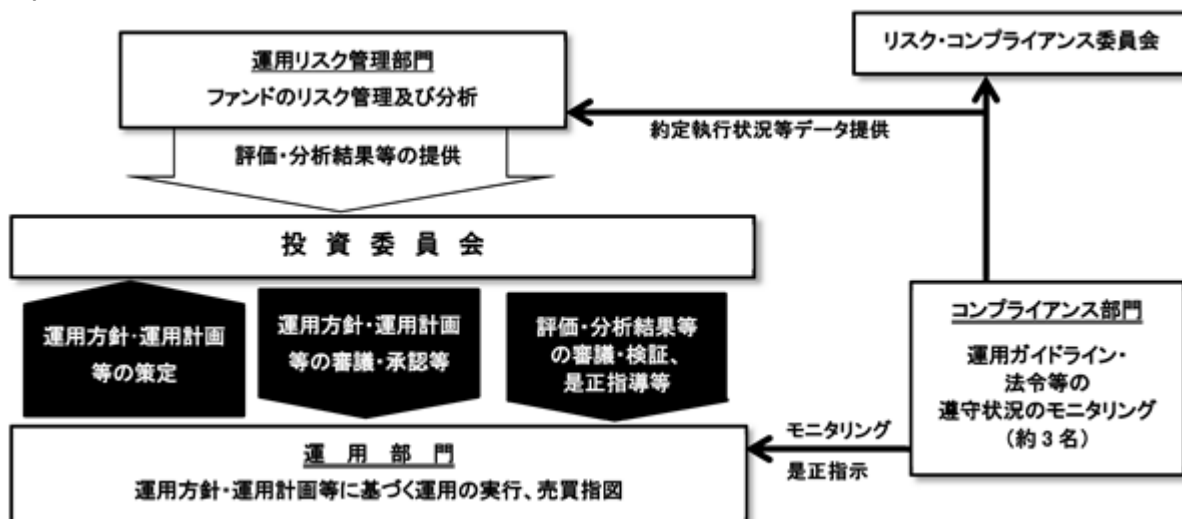 運用リスク管理部門
ファンドのリスク管理及び分析
リスク・コンプライアンス委員会
約定執行状況等データ提供
評価・分析結果等の提供
投 資 委 員 会
運用方針・運用計画
等の策定
運用方針・運用計画
等の審議・承認等
評価・分析結果等
の審議・検証、
是正指導等
コンプライアンス部門
運用ガイドライン・
法令等の
遵守状況のモニタリング
(約3名)
モニタリング
是正指示
運 用 部 門
運用方針・運用計画等に基づく運用の実行、売買指図